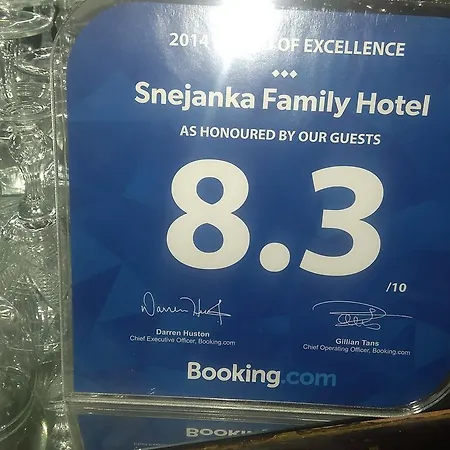 2014 OF EXCELLENCE
Snejanka Family Hotel
AS HONOURED BY OUR GUESTS
8.3
/10
Darren Huston
Chief Executive Officer, Booking.com
Gillian Tans
Chief Operating Officer, Booking.com
Booking.com
BOOKING